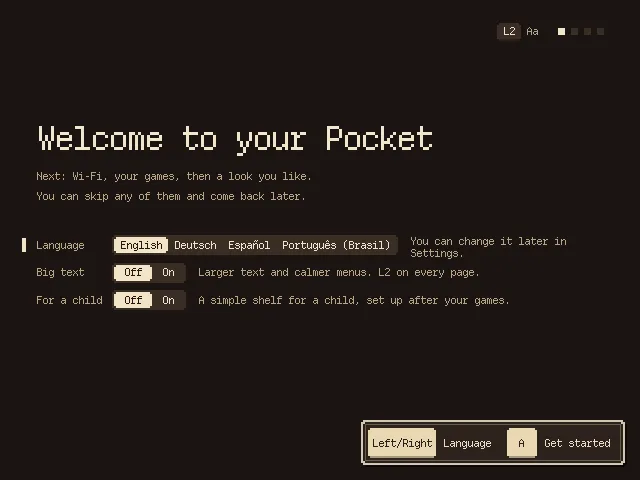 L2 Aa
Welcome to your Pocket
Next: Wi-Fi, your games, then a look you like.
You can skip any of them and come back later.
Language English Deutsch Español Português (Brasil) You can change it later in
Settings.
Big text Off On Larger text and calmer menus. L2 on every page.
For a child Off On A simple shelf for a child, set up after your games.
Left/Right Language A Get started